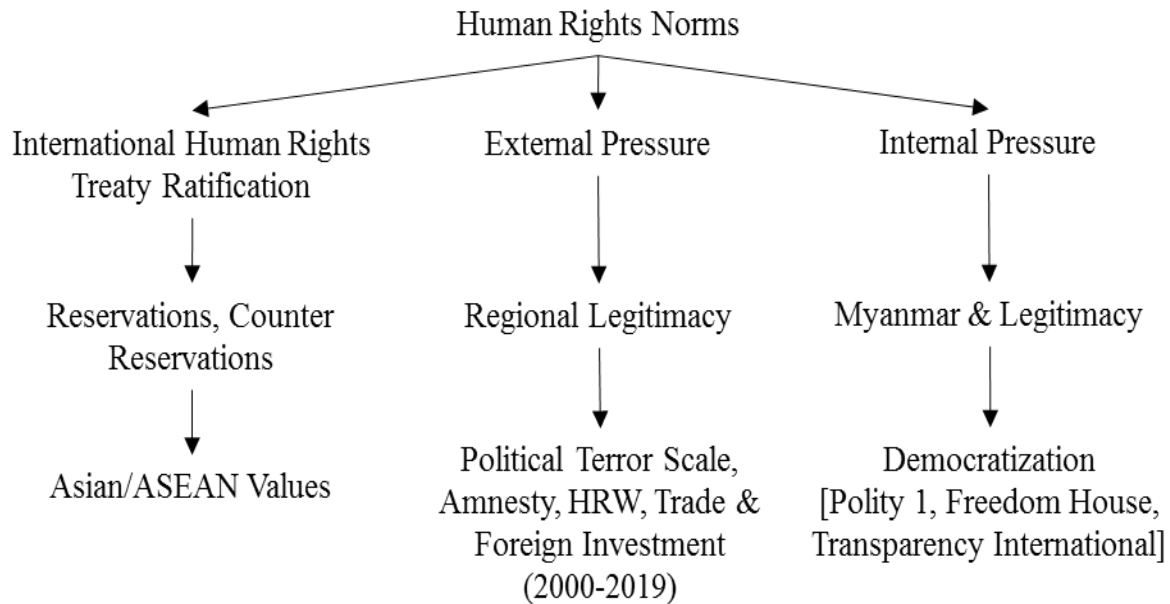 Human Rights Norms
International Human Rights
Treaty Ratification
External Pressure
Internal Pressure
Reservations, Counter
Reservations
Regional Legitimacy
Myanmar & Legitimacy
Asian/ASEAN Values
Political Terror Scale,
Amnesty, HRW, Trade &
Foreign Investment
(2000-2019)
Democratization
[Polity 1, Freedom House,
Transparency International]